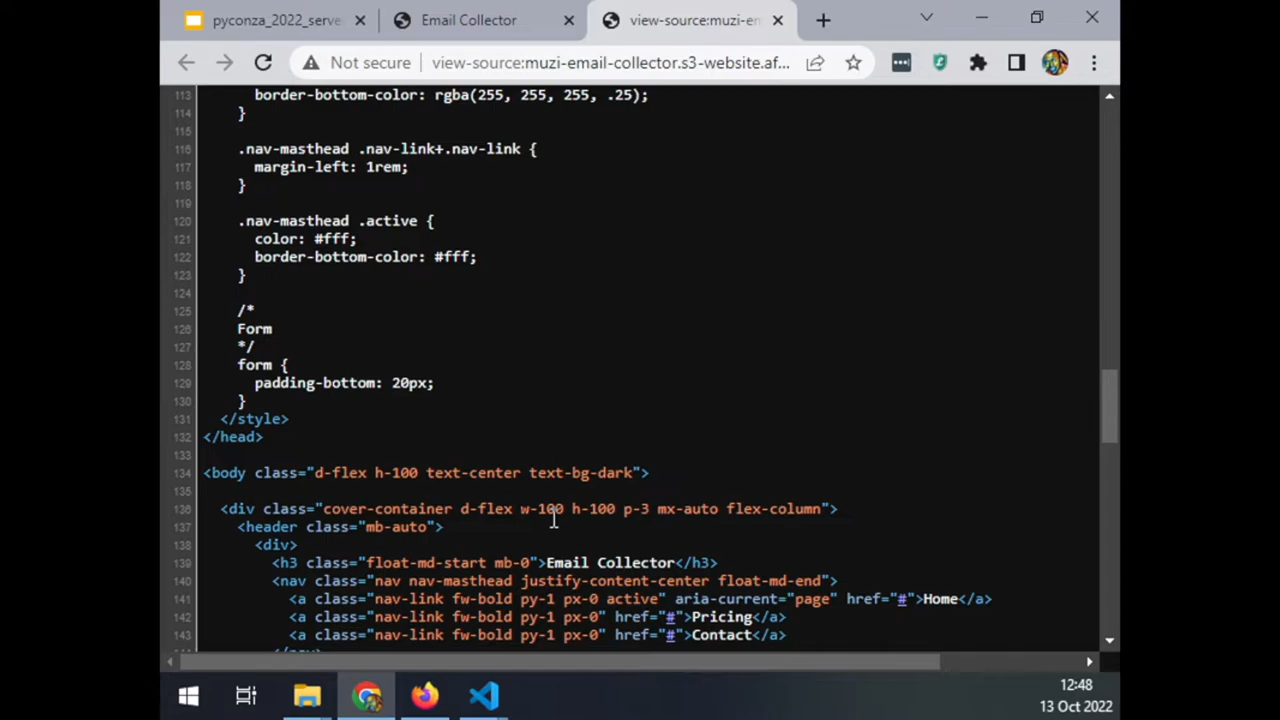 pyconza_2022_serve
Email Collector
view-source:muzi-em
Not secure
view-source:muzi-email-collector.s3-website.af...
113 border-bottom-color: rgba(255, 255, 255, .25);
114 }
115
116 .nav-masthead .nav-link+.nav-link {
117 margin-left: 1rem;
118 }
119
120 .nav-masthead .active {
121 color: #fff;
122 border-bottom-color: #fff;
123 }
124
125 /*
126 Form
127 */
128 form {
129 padding-bottom: 20px;
130 }
131 </style>
132 </head>
133
134 <body class="d-flex h-100 text-center text-bg-dark">
135
136 <div class="cover-container d-flex w-100 h-100 p-3 mx-auto flex-column">
137 <header class="mb-auto">
138 <div>
139 <h3 class="float-md-start mb-0">Email Collector</h3>
140 <nav class="nav nav-masthead justify-content-center float-md-end">
141 <a class="nav-link fw-bold py-1 px-0 active" aria-current="page" href="#">Home</a>
142 <a class="nav-link fw-bold py-1 px-0" href="#">Pricing</a>
143 <a class="nav-link fw-bold py-1 px-0" href="#">Contact</a>
12:48
13 Oct 2022